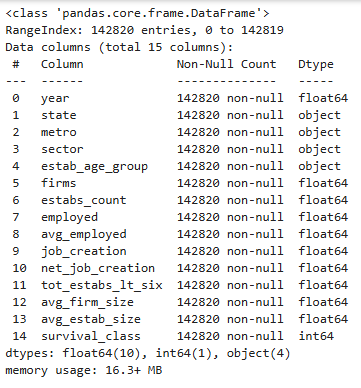 <class 'pandas.core.frame.DataFrame'>
RangeIndex: 142820 entries, 0 to 142819
Data columns (total 15 columns):
 #   Column             Non-Null Count   Dtype
---  ------             --------------   -----
 0   year               142820 non-null  float64
 1   state              142820 non-null  object
 2   metro              142820 non-null  object
 3   sector             142820 non-null  object
 4   estab_age_group    142820 non-null  object
 5   firms              142820 non-null  float64
 6   estabs_count       142820 non-null  float64
 7   employed           142820 non-null  float64
 8   avg_employed       142820 non-null  float64
 9   job_creation       142820 non-null  float64
 10  net_job_creation   142820 non-null  float64
 11  tot_estabs_lt_six  142820 non-null  float64
 12  avg_firm_size      142820 non-null  float64
 13  avg_estab_size     142820 non-null  float64
 14  survival_class     142820 non-null  int64
dtypes: float64(10), int64(1), object(4)
memory usage: 16.3+ MB